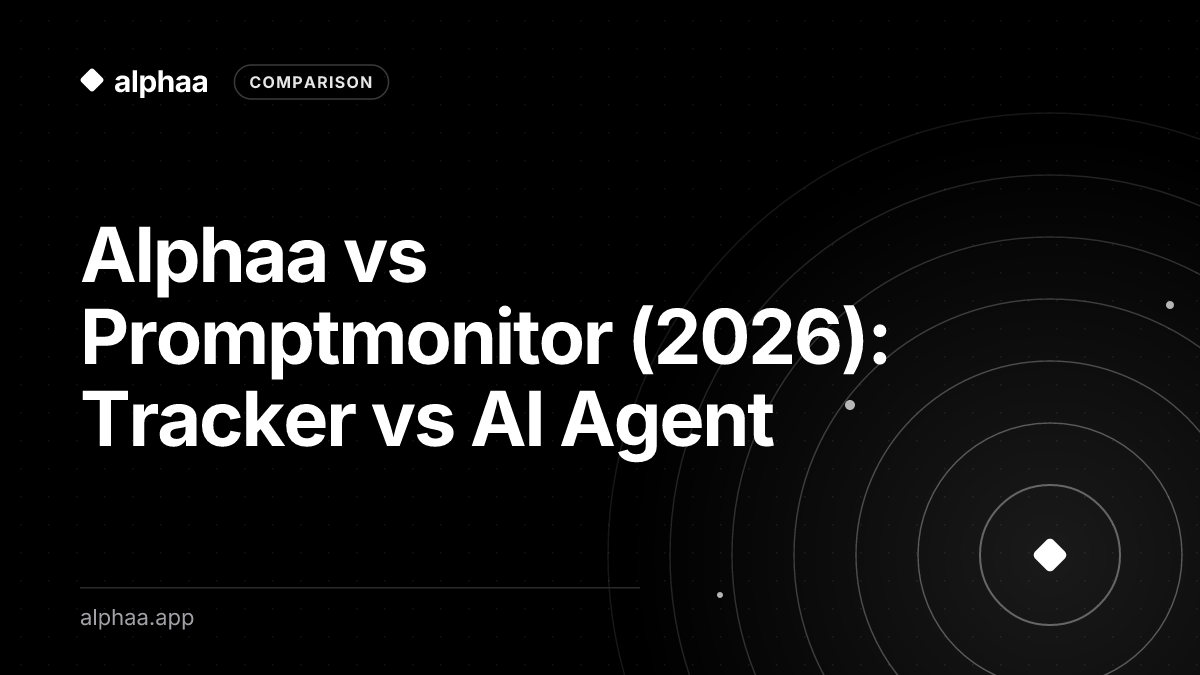 alphaa
COMPARISON
Alphaa vs
Promptmonitor (2026):
Tracker vs AI Agent
alphaa.app